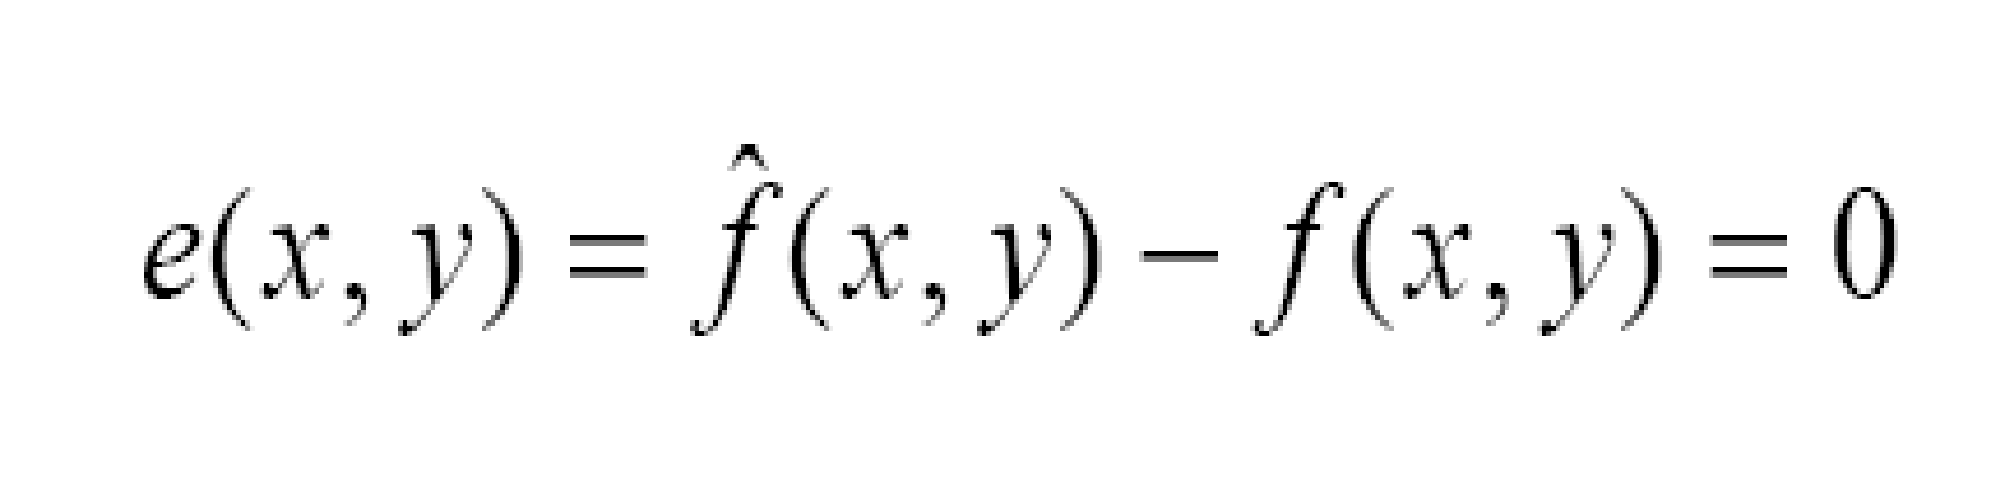 e(x, y) = f̂(x, y) − f(x, y) = 0